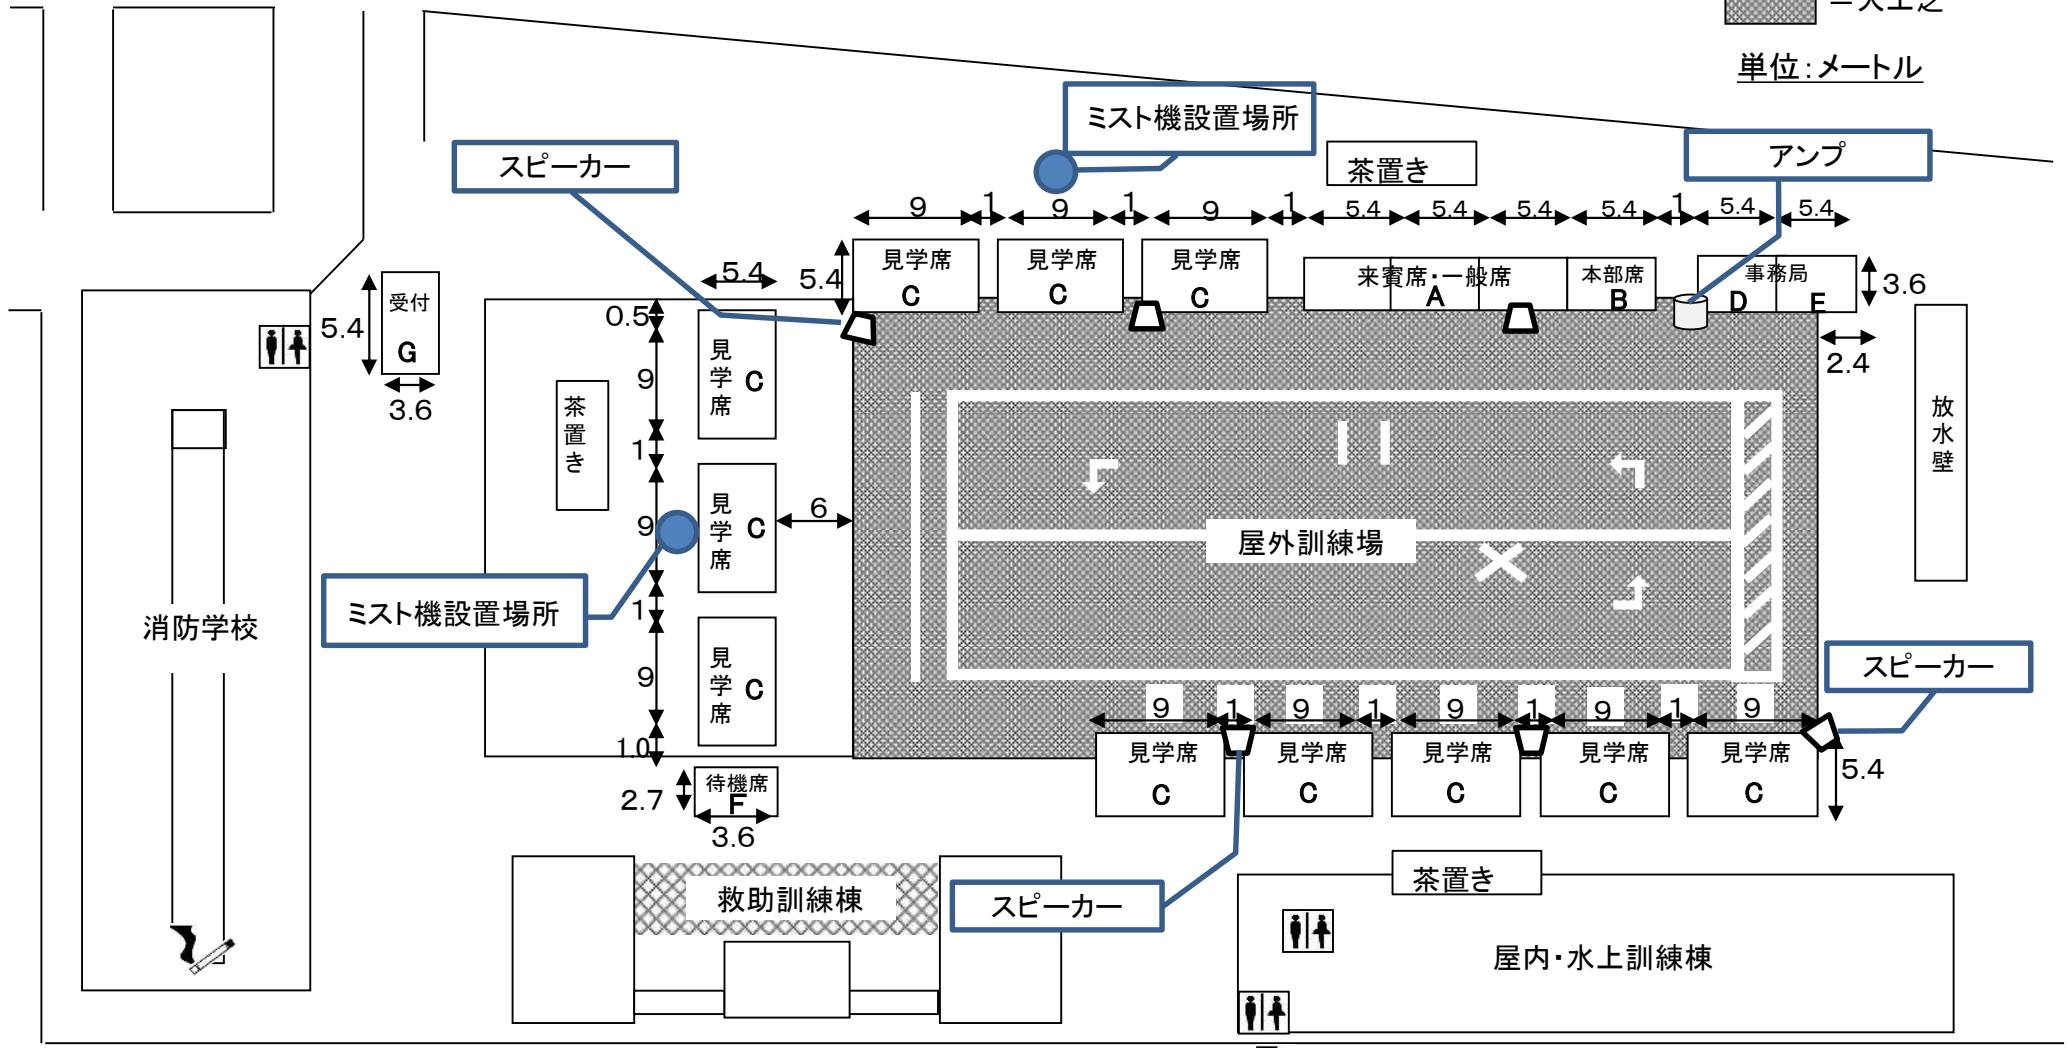 ＝人工芝
単位：メートル
ミスト機設置場所
スピーカー
茶置き
アンプ
9 1 9 1 9 1 5.4 5.4 5.4 5.4 1 5.4 5.4
5.4
見学席
C
見学席
C
見学席
C
来賓席・一般席
A
本部席
B
事務局
D
E
3.6
2.4
5.4
受付
G
3.6
5.4
0.5
9
1
9
1
9
1.0
見学席 C
見学席 C
見学席 C
茶置き
6
屋外訓練場
放水壁
ミスト機設置場所
消防学校
スピーカー
9 1 9 1 9 1 9 1 9
見学席
C
見学席
C
見学席
C
見学席
C
見学席
C
5.4
待機席
F
2.7
3.6
救助訓練棟
スピーカー
茶置き
屋内・水上訓練棟